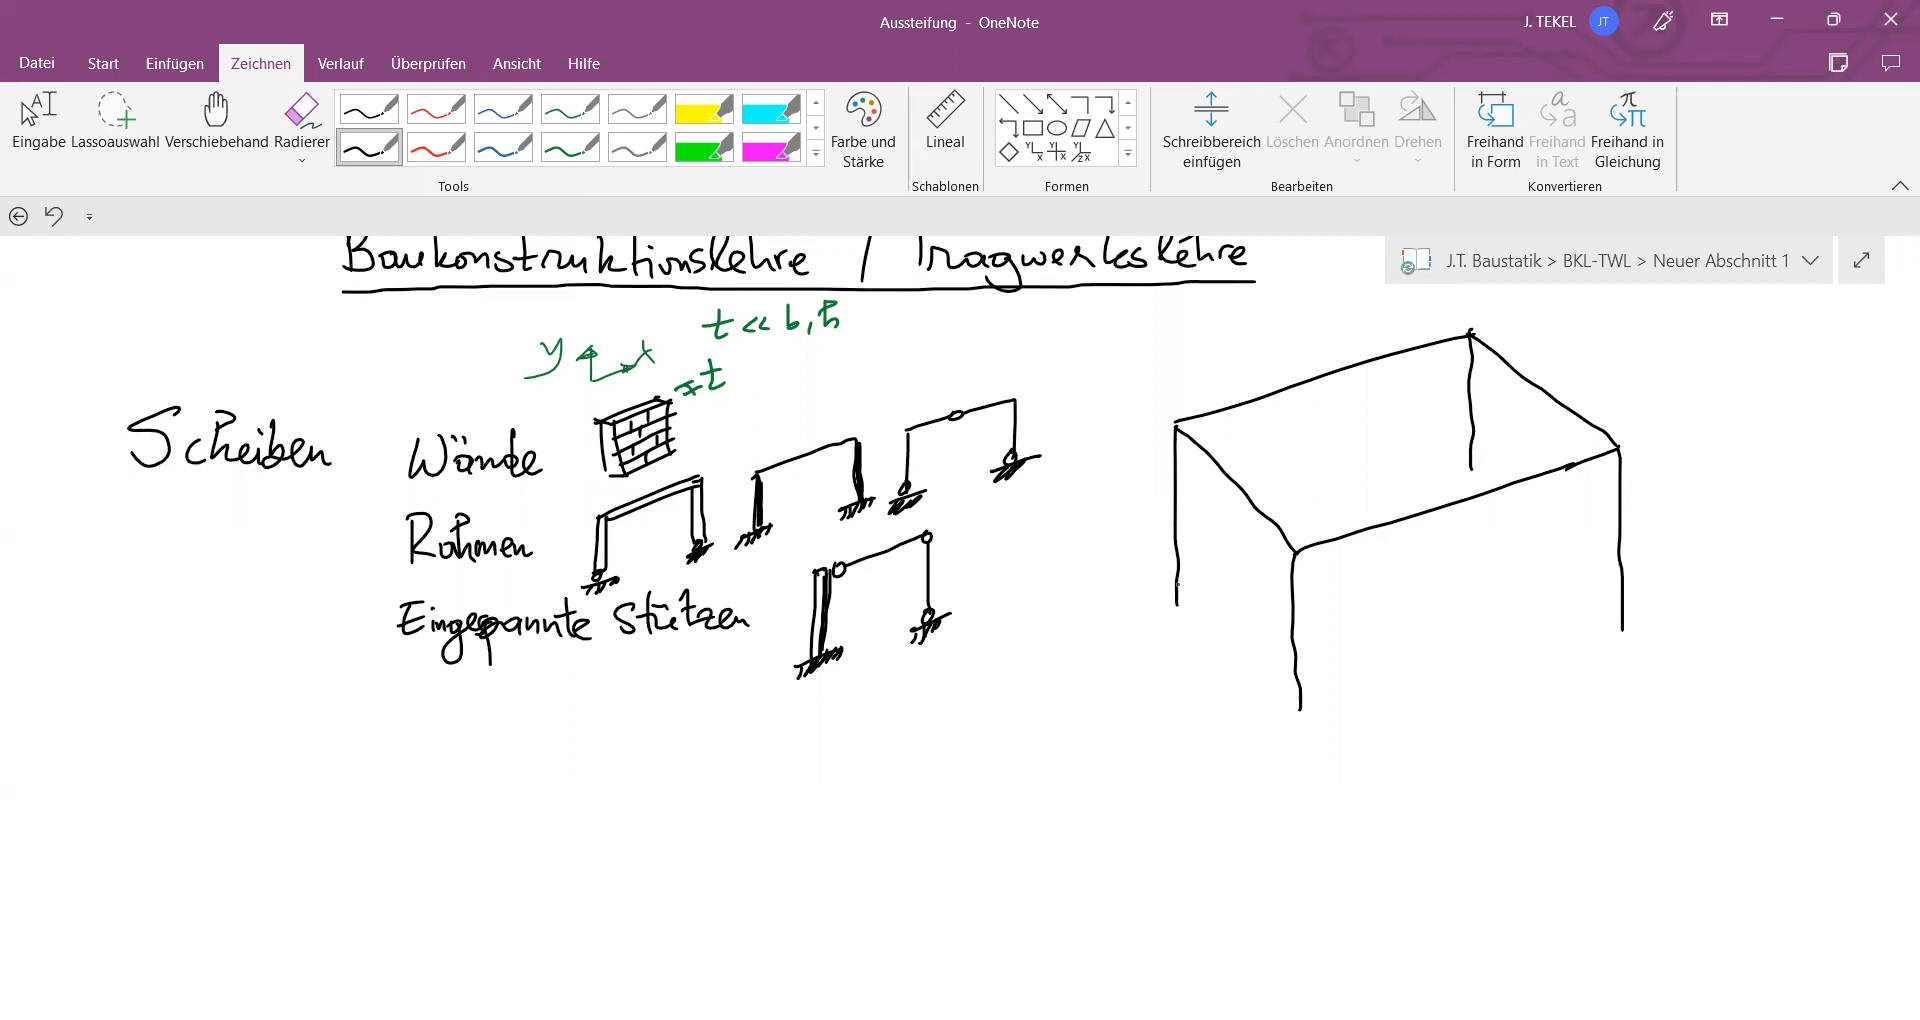 Aussteifung - OneNote
J. TEKEL
JT
Datei Start Einfügen Zeichnen Verlauf Überprüfen Ansicht Hilfe
Eingabe Lassoauswahl Verschiebehand Radierer
Farbe und Stärke
Lineal
Schreibbereich einfügen
Löschen Anordnen Drehen
Freihand in Form
Freihand in Text
Freihand in Gleichung
Tools Schablonen Formen Bearbeiten Konvertieren
Baukonstruktionslehre / Tragwerkslehre
J.T. Baustatik > BKL-TWL > Neuer Abschnitt 1
t << b, h
y x
t
Scheiben Wände
Rahmen
Eingespannte Stützen